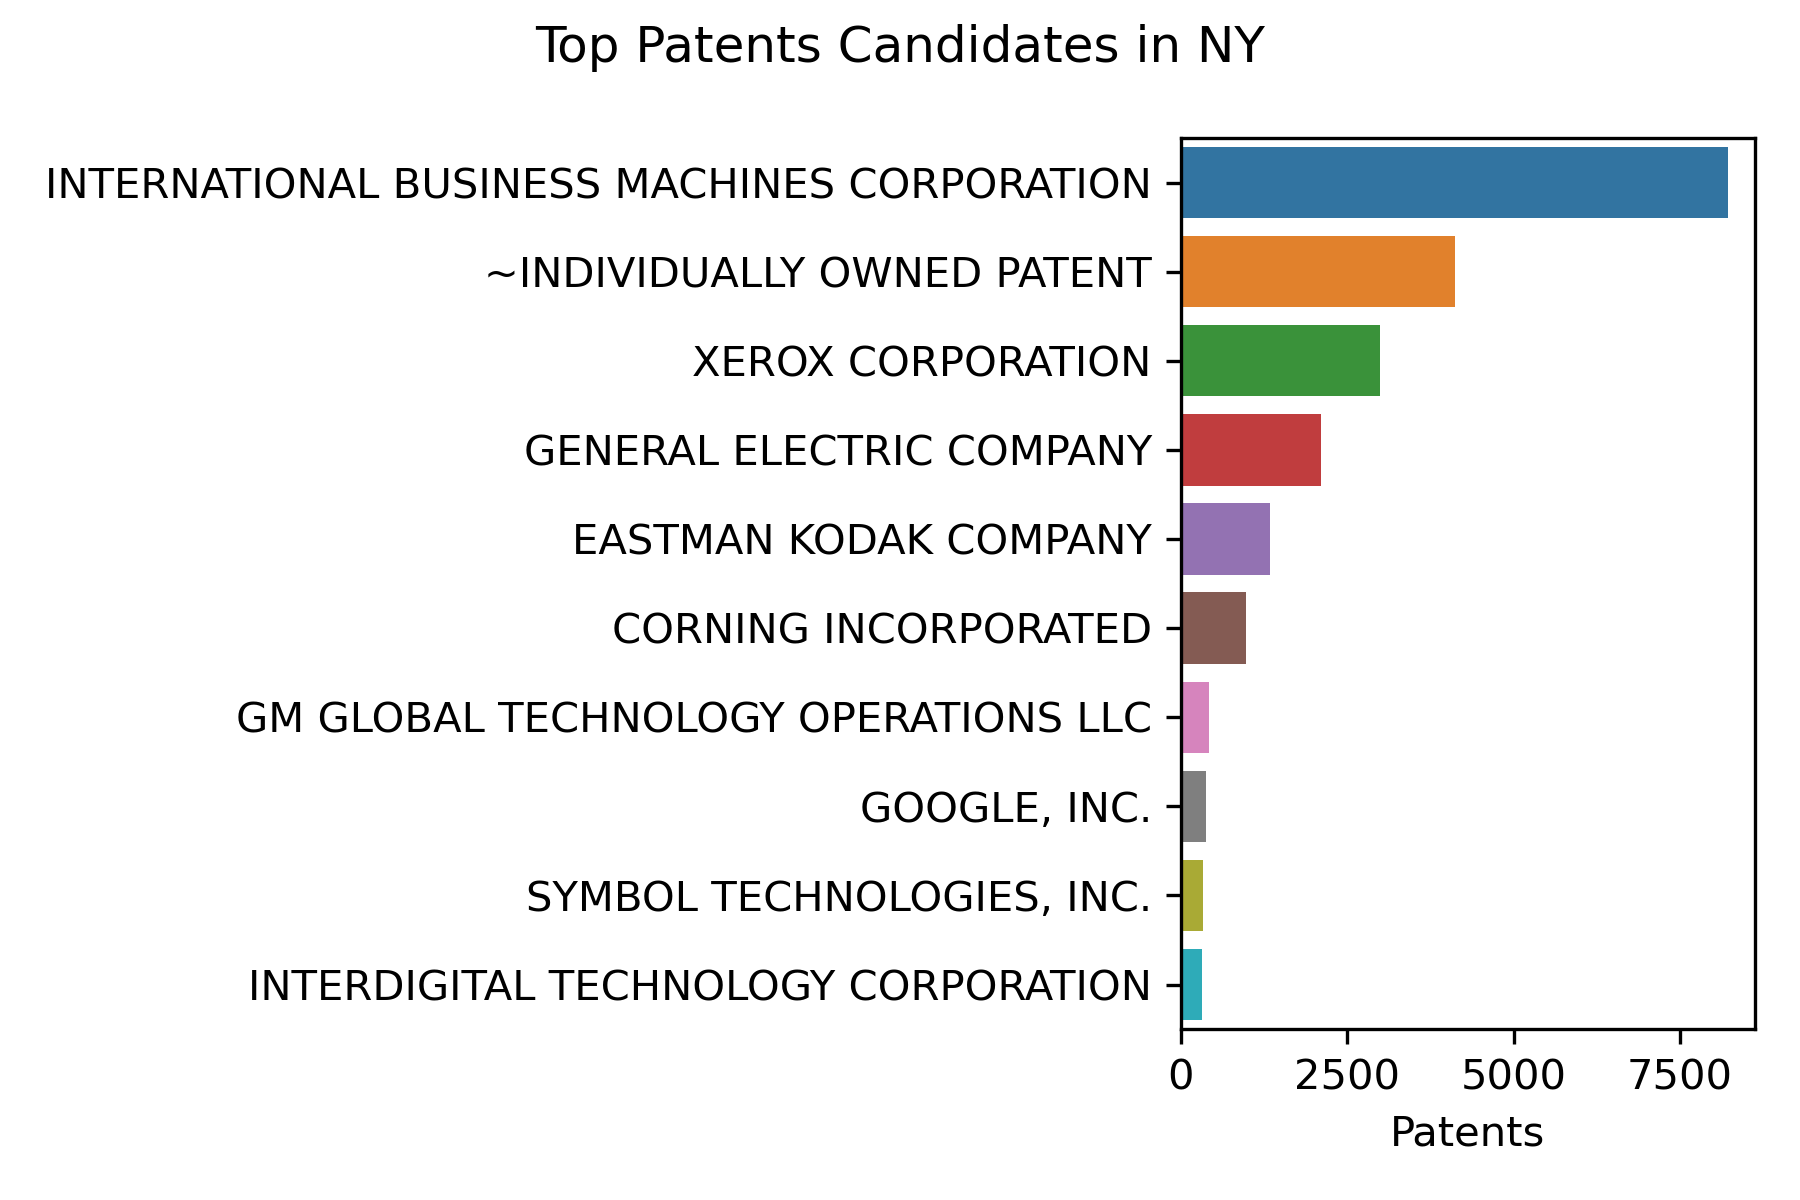 Top Patents Candidates in NY
INTERNATIONAL BUSINESS MACHINES CORPORATION
~INDIVIDUALLY OWNED PATENT
XEROX CORPORATION
GENERAL ELECTRIC COMPANY
EASTMAN KODAK COMPANY
CORNING INCORPORATED
GM GLOBAL TECHNOLOGY OPERATIONS LLC
GOOGLE, INC.
SYMBOL TECHNOLOGIES, INC.
INTERDIGITAL TECHNOLOGY CORPORATION
0 2500 5000 7500
Patents